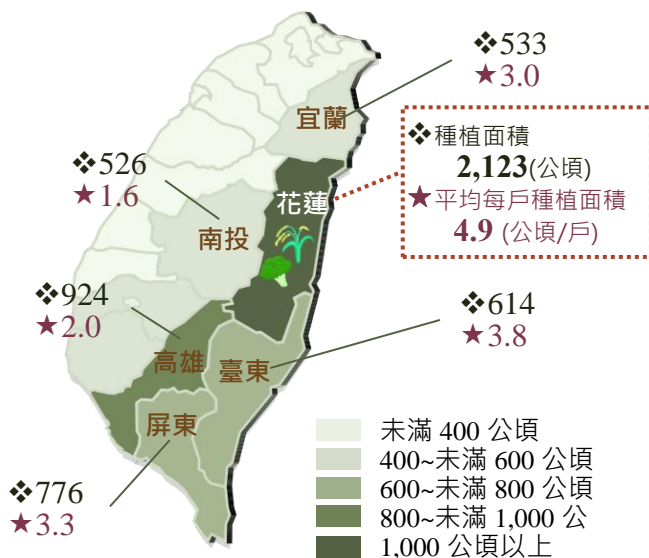 ❖533
★3.0
宜蘭
❖種植面積
2,123(公頃)
★平均每戶種植面積
4.9 (公頃/戶)
❖526
★1.6
花蓮
南投
❖924
★2.0
❖614
★3.8
高雄
臺東
屏東
❖776
★3.3
未滿 400 公頃
400~未滿 600 公頃
600~未滿 800 公頃
800~未滿 1,000 公
1,000 公頃以上